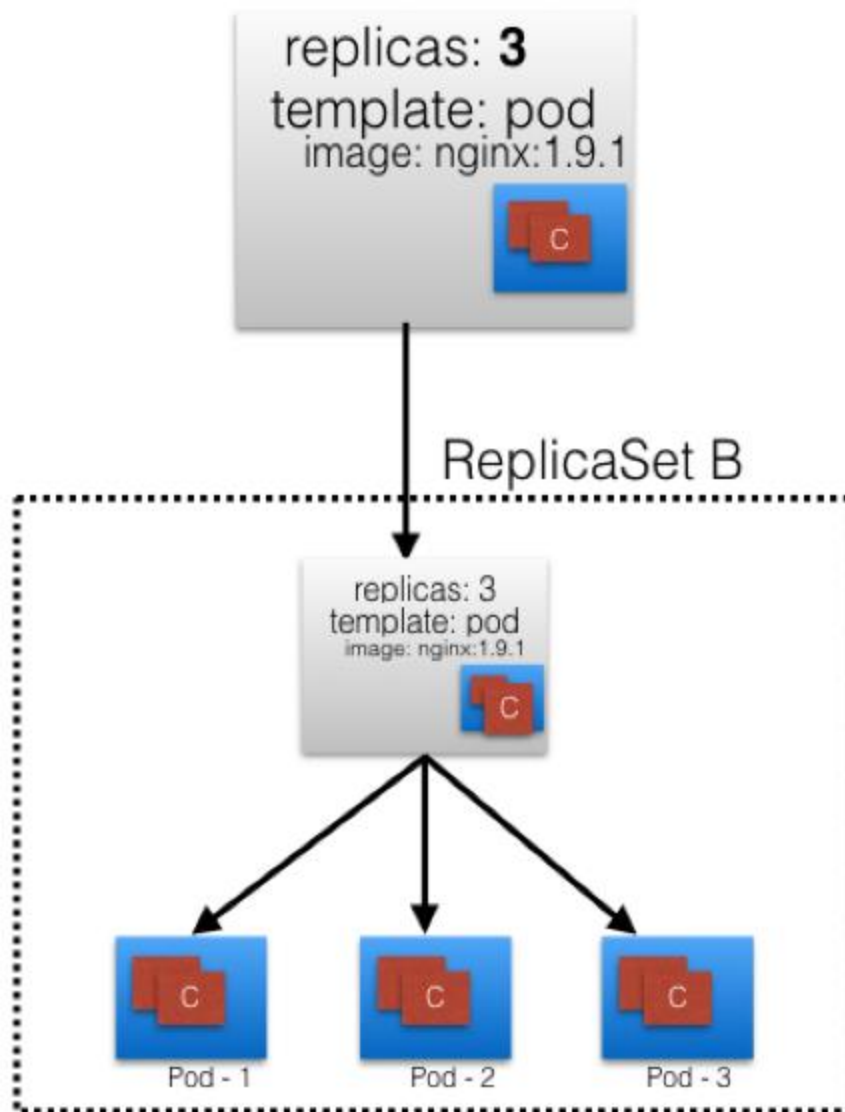 replicas: 3
template: pod
image: nginx:1.9.1
C
ReplicaSet B
replicas: 3
template: pod
image: nginx:1.9.1
C
C
C
C
Pod - 1
Pod - 2
Pod - 3